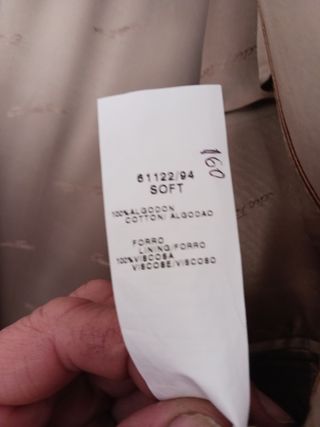 61122/94
SOFT
160
100%ALGODON
COTTON/ALGODAO
FORRO
LINING/FORRO
100%VISCOSA
VISCOSE/VISCOSO